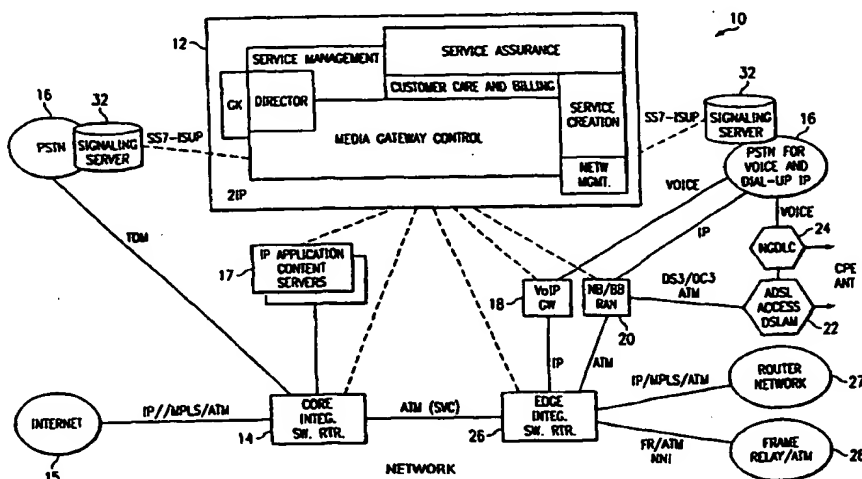 10
12
SERVICE ASSURANCE
SERVICE MANAGEMENT
GK
DIRECTOR
CUSTOMER CARE AND BILLING
SERVICE
CREATION
MEDIA GATEWAY CONTROL
NETW
MGMT.
2IP
16
32
PSTN
SIGNALING
SERVER
SS7-ISUP
32
SS7-ISUP
SIGNALING
SERVER
16
PSTN FOR
VOICE AND
DIAL-UP IP
VOICE
IP
VOICE
24
NGDLC
TDM
17
IP APPLICATION
CONTENT
SERVERS
18
VoIP
GW
NB/BB
RAN
20
DS3/OC3
ATM
ADSL
ACCESS
DSLAM
22
CPE
ANT
IP
ATM
INTERNET
15
IP//MPLS/ATM
CORE
INTEG.
SW. RTR.
14
ATM (SVC)
EDGE
INTEG.
SW. RTR.
26
IP/MPLS/ATM
ROUTER
NETWORK
27
FR/ATM
NNI
FRAME
RELAY/ATM
28
NETWORK